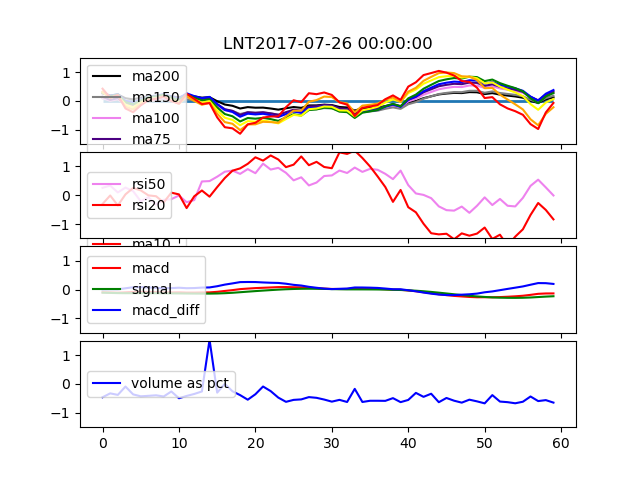 LNT2017-07-26 00:00:00
1
0
−1
ma200
ma150
ma100
ma75
1
0
−1
rsi50
rsi20
ma10
1
0
−1
macd
signal
macd_diff
1
0
−1
volume as pct
0 10 20 30 40 50 60